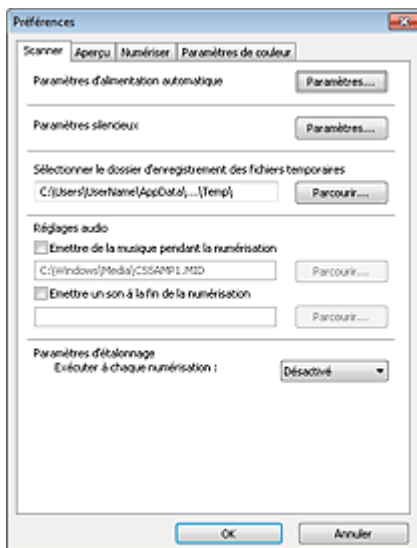 Préférences
Scanner Aperçu Numériser Paramètres de couleur
Paramètres d'alimentation automatique Paramètres....
Paramètres silencieux Paramètres....
Sélectionner le dossier d'enregistrement des fichiers temporaires
C:\Users\UserName\AppData\...\Temp\ Parcourir....
Réglages audio
Emettre de la musique pendant la numérisation
C:\Windows\Media\CSSAMP1.MID Parcourir....
Emettre un son à la fin de la numérisation
Parcourir....
Paramètres d'étalonnage
Exécuter à chaque numérisation : Désactivé
OK Annuler